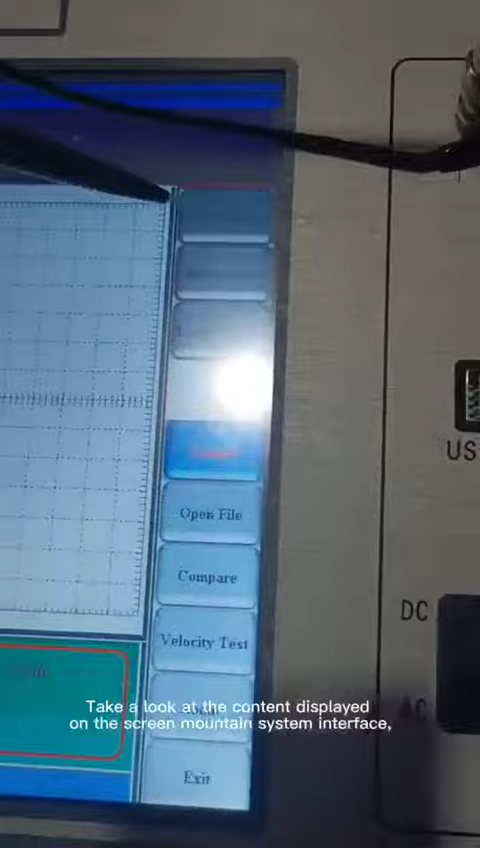 US
Open File
Compare
DC
Velocity Test
AC
Take a look at the content displayed
on the screen mountain system interface,
Exit